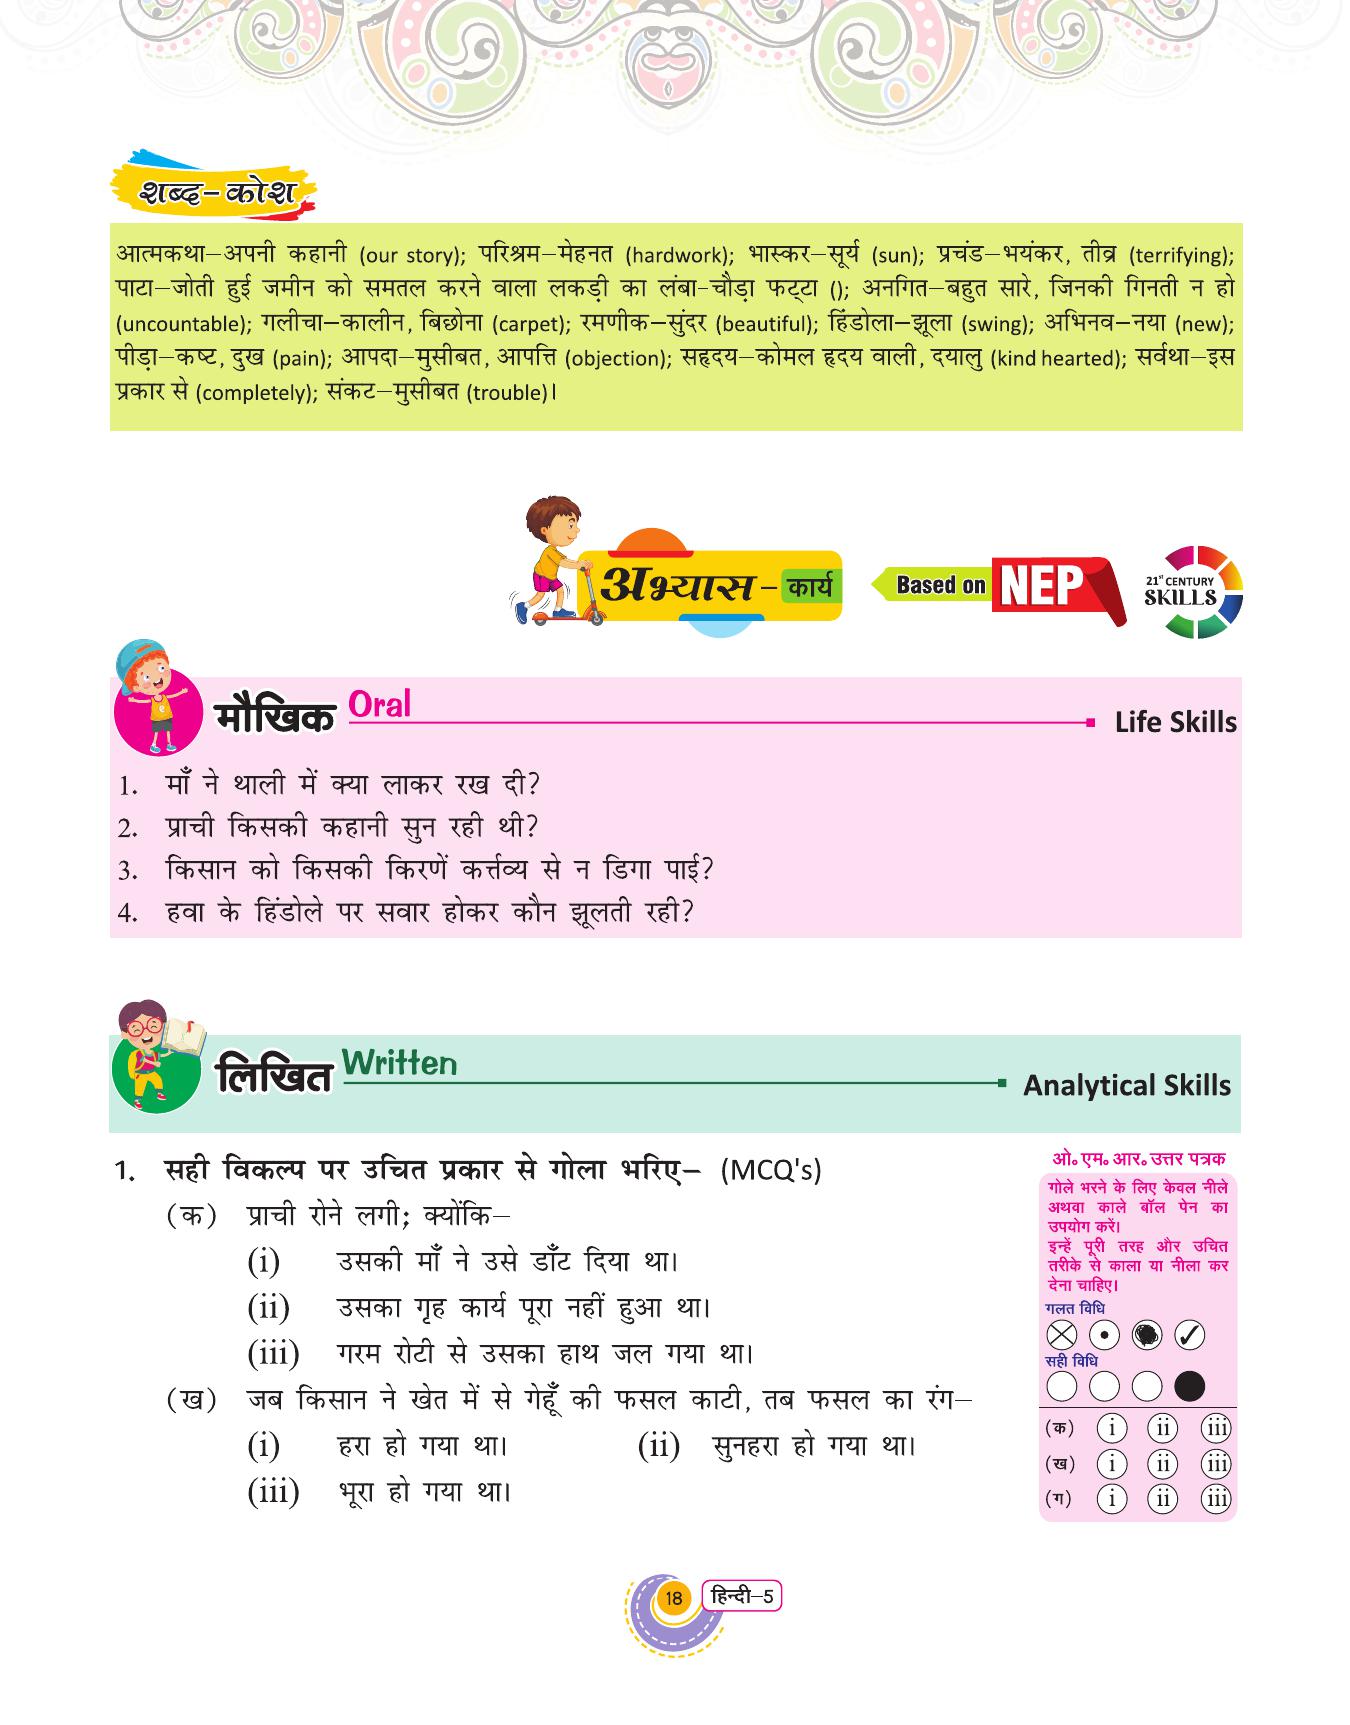 शब्द-कोश
आत्मकथा–अपनी कहानी (our story); परिश्रम–मेहनत (hardwork); भास्कर–सूर्य (sun); प्रचंड–भयंकर, तीव्र (terrifying);
पाटा–जोती हुई जमीन को समतल करने वाला लकड़ी का लंबा-चौड़ा फट्टा (); अनगित–बहुत सारे, जिनकी गिनती न हो
(uncountable); गलीचा–कालीन, बिछोना (carpet); रमणीक–सुंदर (beautiful); हिंडोला–झूला (swing); अभिनव–नया (new);
पीड़ा–कष्ट, दुख (pain); आपदा–मुसीबत, आपत्ति (objection); सहृदय–कोमल हृदय वाली, दयालु (kind hearted); सर्वथा–इस
प्रकार से (completely); संकट–मुसीबत (trouble)।
अभ्यास - कार्य
Based on NEP
21st CENTURY
SKILLS
मौखिक Oral
Life Skills
1. माँ ने थाली में क्या लाकर रख दी?
2. प्राची किसकी कहानी सुन रही थी?
3. किसान को किसकी किरणें कर्त्तव्य से न डिगा पाई?
4. हवा के हिंडोले पर सवार होकर कौन झूलती रही?
लिखित Written
Analytical Skills
1. सही विकल्प पर उचित प्रकार से गोला भरिए– (MCQ's)
(क) प्राची रोने लगी; क्योंकि–
(i) उसकी माँ ने उसे डाँट दिया था।
(ii) उसका गृह कार्य पूरा नहीं हुआ था।
(iii) गरम रोटी से उसका हाथ जल गया था।
(ख) जब किसान ने खेत में से गेहूँ की फसल काटी, तब फसल का रंग–
(i) हरा हो गया था। (ii) सुनहरा हो गया था।
(iii) भूरा हो गया था।
ओ॰एम॰आर॰उत्तर पत्रक
गोले भरने के लिए केवल नीले
अथवा काले बॉल पेन का
उपयोग करें।
इन्हें पूरी तरह और उचित
तरीके से काला या नीला कर
देना चाहिए।
गलत विधि
सही विधि
(क) i ii iii
(ख) i ii iii
(ग) i ii iii
18 हिन्दी–5